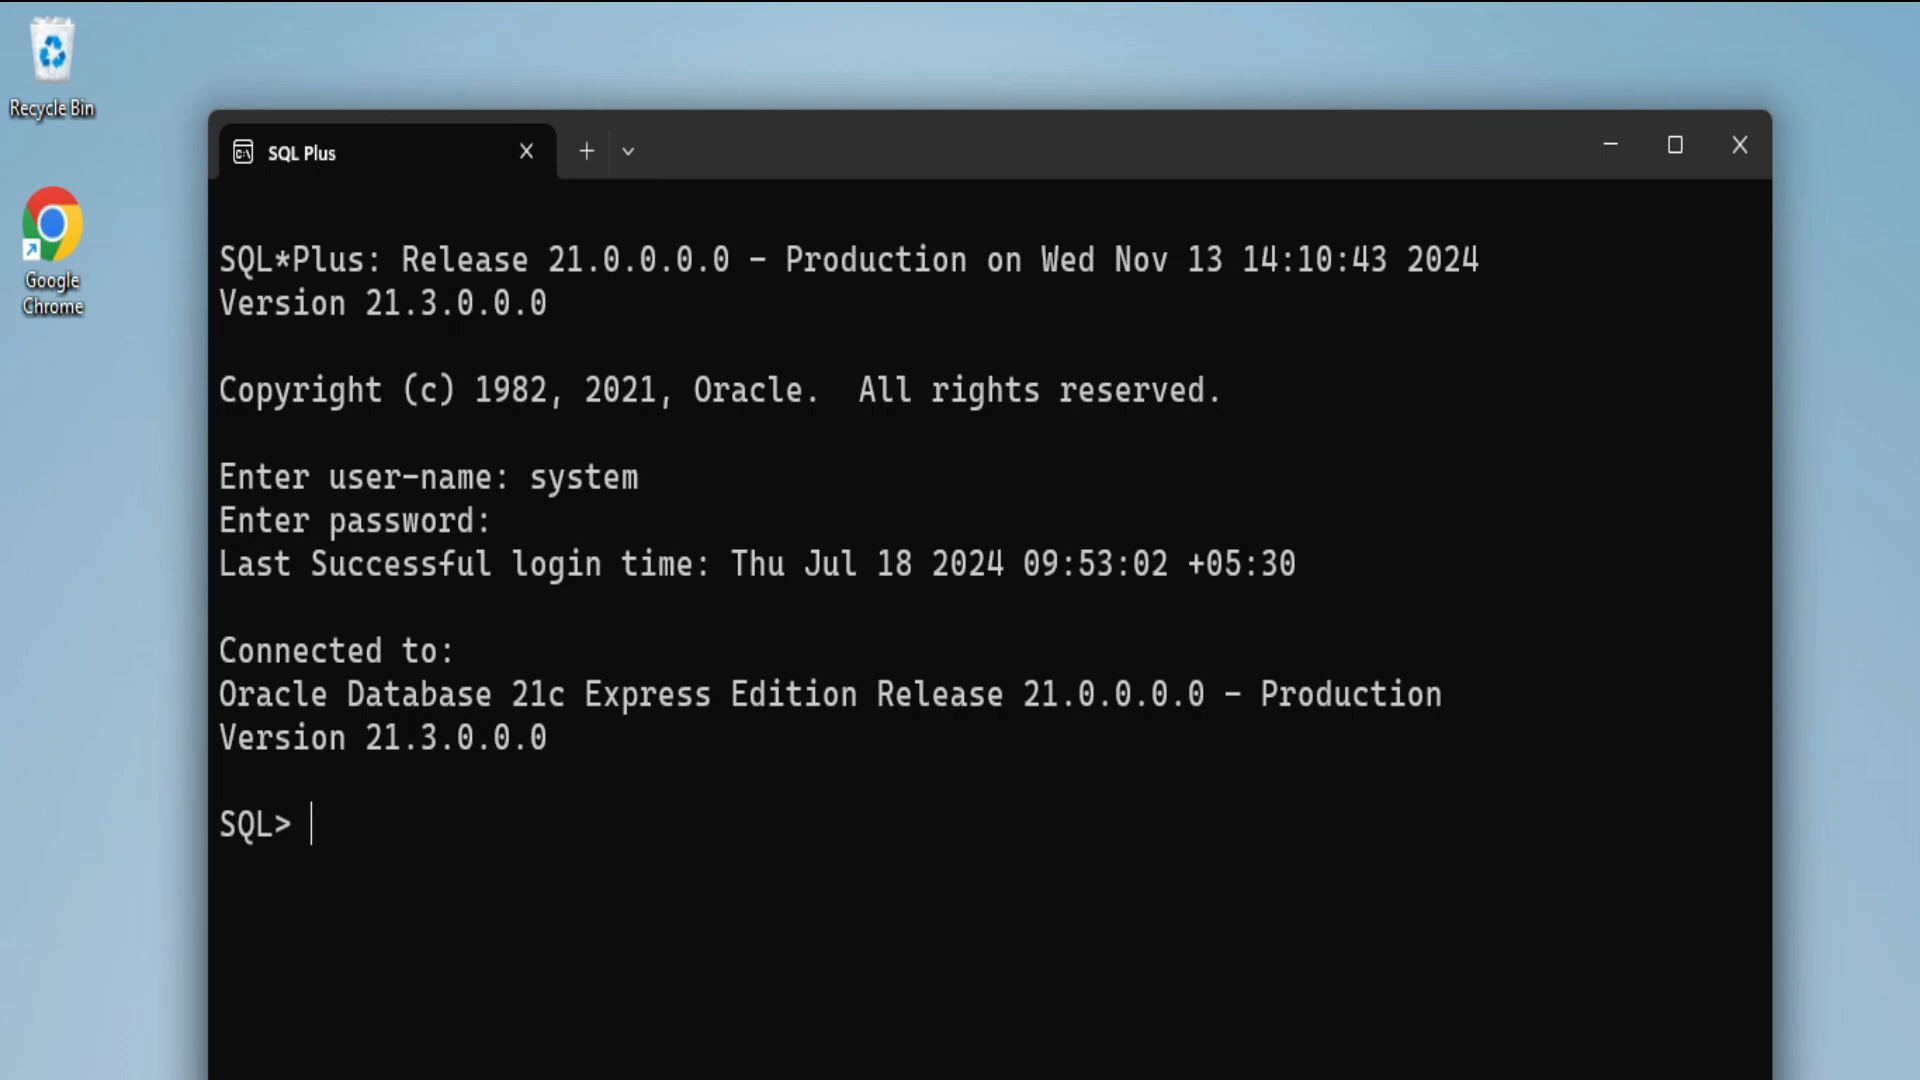 Recycle Bin
Google
Chrome
SQL Plus
SQL*Plus: Release 21.0.0.0.0 - Production on Wed Nov 13 14:10:43 2024
Version 21.3.0.0.0
Copyright (c) 1982, 2021, Oracle.  All rights reserved.
Enter user-name: system
Enter password:
Last Successful login time: Thu Jul 18 2024 09:53:02 +05:30
Connected to:
Oracle Database 21c Express Edition Release 21.0.0.0.0 - Production
Version 21.3.0.0.0
SQL>